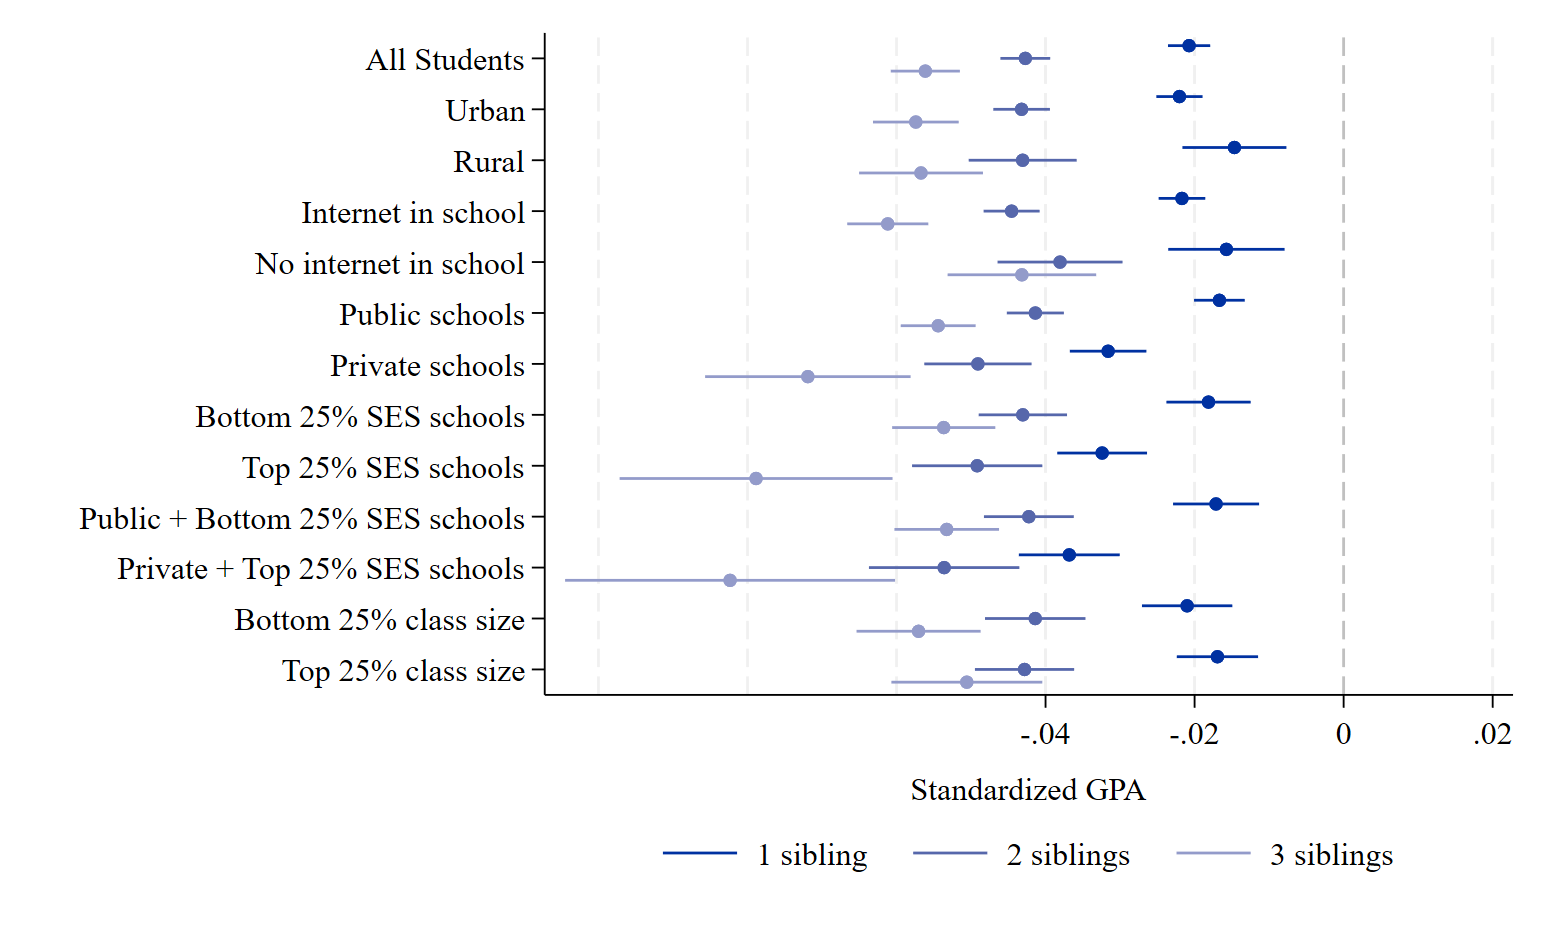 All Students
Urban
Rural
Internet in school
No internet in school
Public schools
Private schools
Bottom 25% SES schools
Top 25% SES schools
Public + Bottom 25% SES schools
Private + Top 25% SES schools
Bottom 25% class size
Top 25% class size
-.04 -.02 0 .02
Standardized GPA
1 sibling 2 siblings 3 siblings